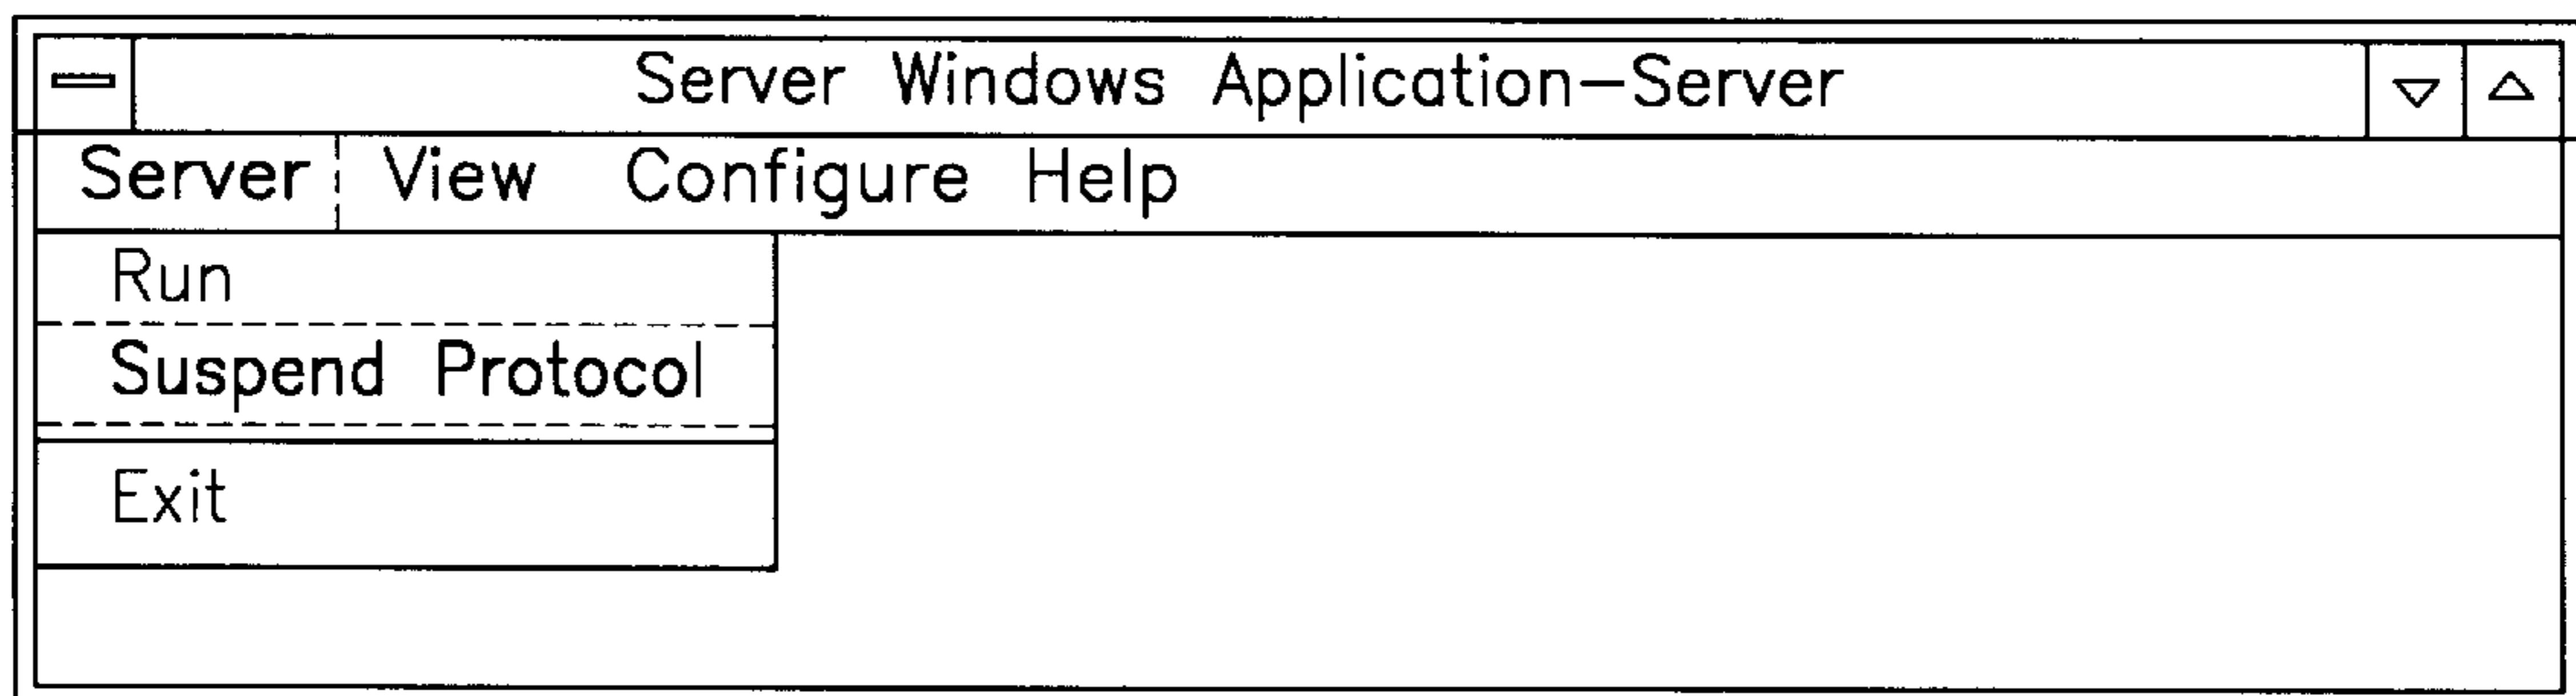 Server Windows Application-Server
Server View Configure Help
Run
Suspend Protocol
Exit